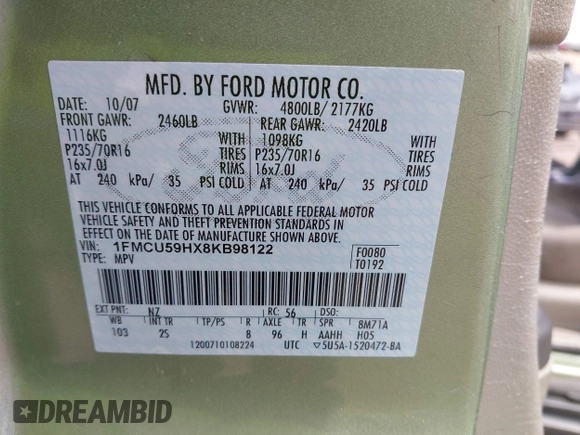 MFD. BY FORD MOTOR CO.
DATE: 10/07 GVWR: 4800LB/ 2177KG
FRONT GAWR: 2460LB REAR GAWR: 2420LB
1116KG WITH 1098KG WITH
P235/70R16 TIRES P235/70R16 TIRES
16x7.0J RIMS 16x7.0J RIMS
AT 240 kPa/ 35 PSI COLD AT 240 kPa/ 35 PSI COLD
THIS VEHICLE CONFORMS TO ALL APPLICABLE FEDERAL MOTOR
VEHICLE SAFETY AND THEFT PREVENTION STANDARDS IN
EFFECT ON THE DATE OF MANUFACTURE SHOWN ABOVE.
VIN: 1FMCU59HX8KB98122 F0080
TYPE: MPV T0192
EXT PNT: NZ RC: 56 DSO:
WB INT TR TP/PS R AXLE TR SPR 8M71A
103 2S 8 96 H AAHH H05
1200710108224 UTC ▽5U5A-1520472-BA
DREAMBID